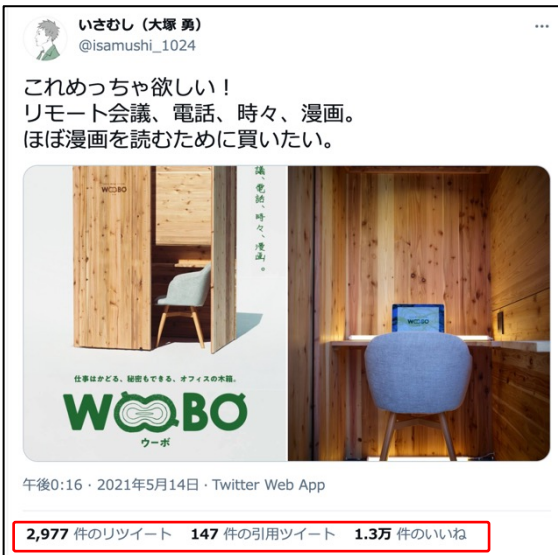 いさむし（大塚 勇）
@isamushi_1024
これめっちゃ欲しい！
リモート会議、電話、時々、漫画。
ほぼ漫画を読むために買いたい。
WOOBO
議、電話、時々、漫画。
WOOBO
仕事はかどる、秘密もできる、オフィスの木箱。
WOOBO
ウーボ
午後0:16 · 2021年5月14日 · Twitter Web App
2,977 件のリツイート 147 件の引用ツイート 1.3万 件のいいね